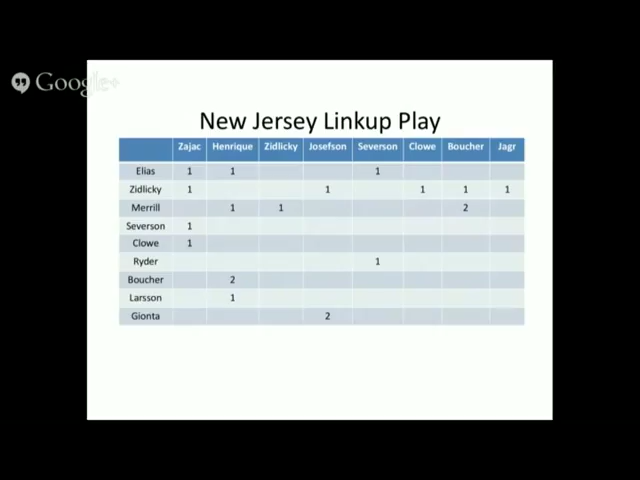 Google+
New Jersey Linkup Play
Zajac Henrique Zidlicky Josefson Severson Clowe Boucher Jagr
Elias 1 1 1
Zidlicky 1 1 1 1 1
Merrill 1 1 2
Severson 1
Clowe 1
Ryder 1
Boucher 2
Larsson 1
Gionta 2